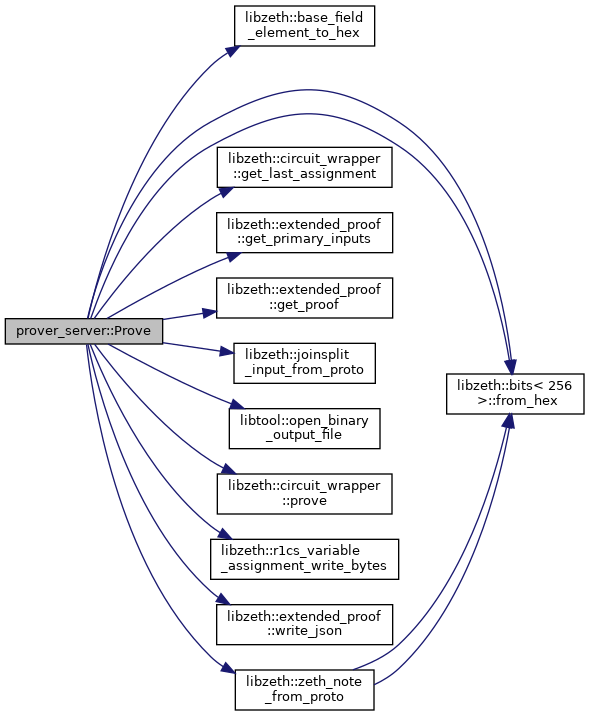 libzeth::base_field
_element_to_hex
libzeth::circuit_wrapper
::get_last_assignment
libzeth::extended_proof
::get_primary_inputs
libzeth::extended_proof
::get_proof
prover_server::Prove
libzeth::joinsplit
_input_from_proto
libzeth::bits< 256
>::from_hex
libtool::open_binary
_output_file
libzeth::circuit_wrapper
::prove
libzeth::r1cs_variable
_assignment_write_bytes
libzeth::extended_proof
::write_json
libzeth::zeth_note
_from_proto